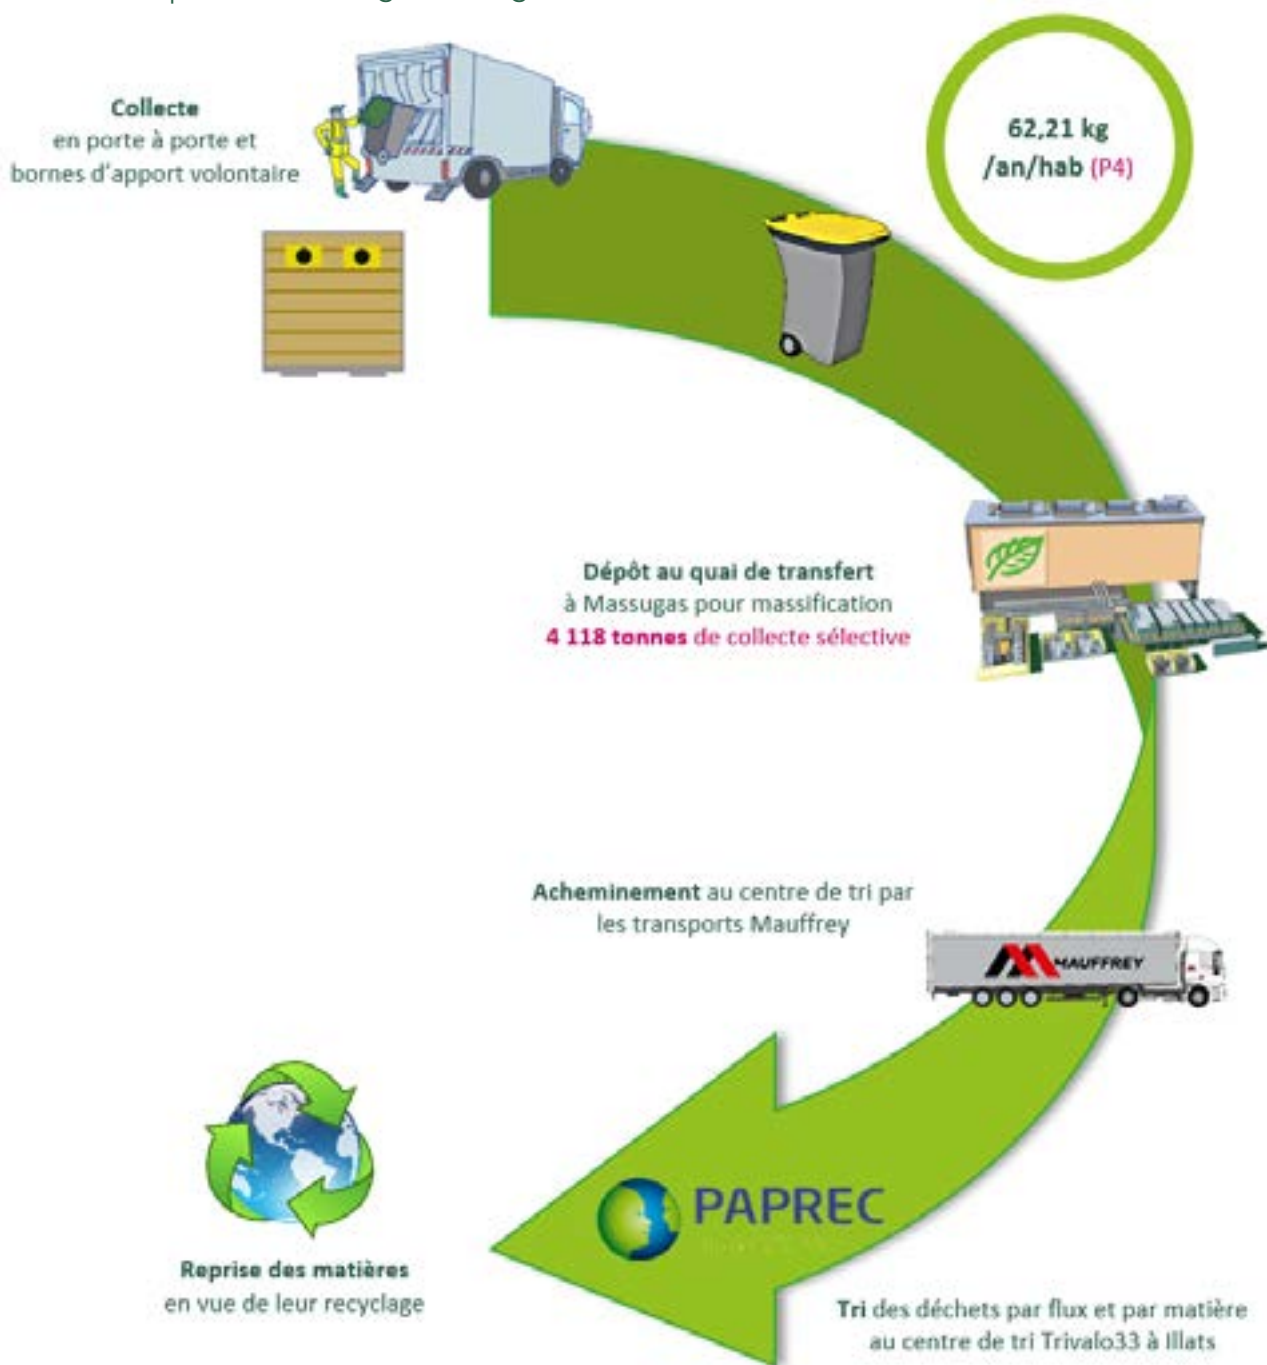 Collecte
en porte à porte et
bornes d'apport volontaire
62,21 kg
/an/hab (P4)
Dépôt au quai de transfert
à Massugas pour massification
4 118 tonnes de collecte sélective
Acheminement au centre de tri par
les transports Mauffrey
MAUFFREY
PAPREC
Reprise des matières
en vue de leur recyclage
Tri des déchets par flux et par matière
au centre de tri Trivalo33 à Illats